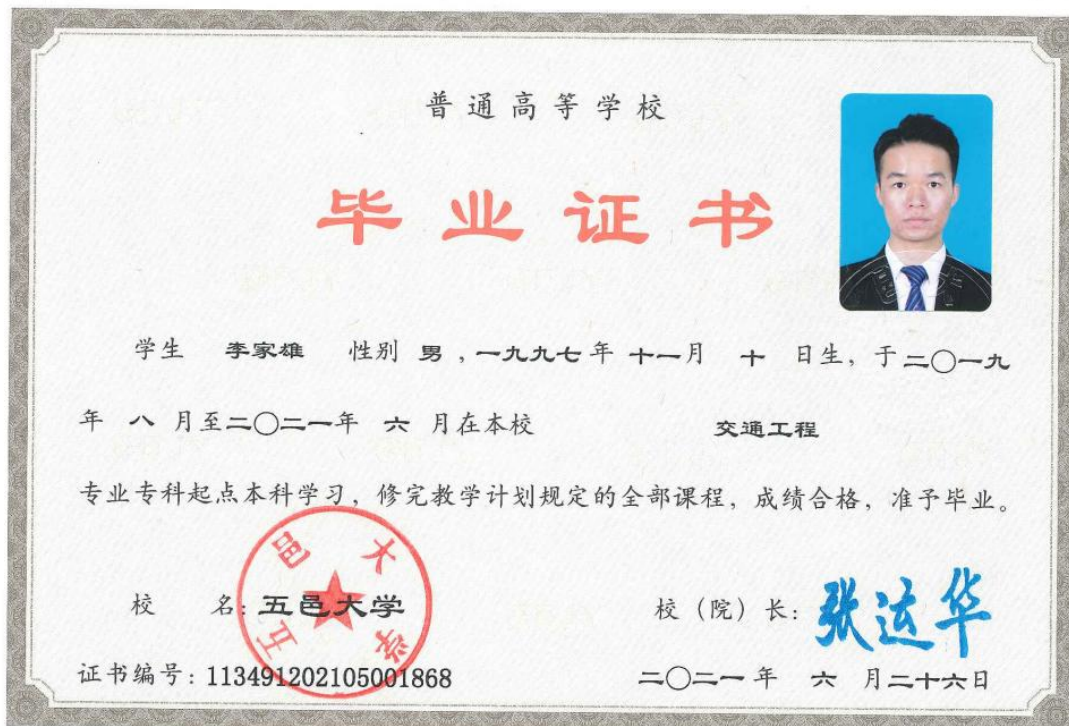 普通高等学校
毕业证书
学生 李家雄 性别 男，一九九七年 十一月 十 日生，于二〇一九
年 八 月至二〇二一年 六 月在本校 交通工程
专业专科起点本科学习，修完教学计划规定的全部课程，成绩合格，准予毕业。
校 名：五邑大学
五邑大学
校（院）长：张运华
证书编号：113491202105001868
二〇二一年 六 月二十六日